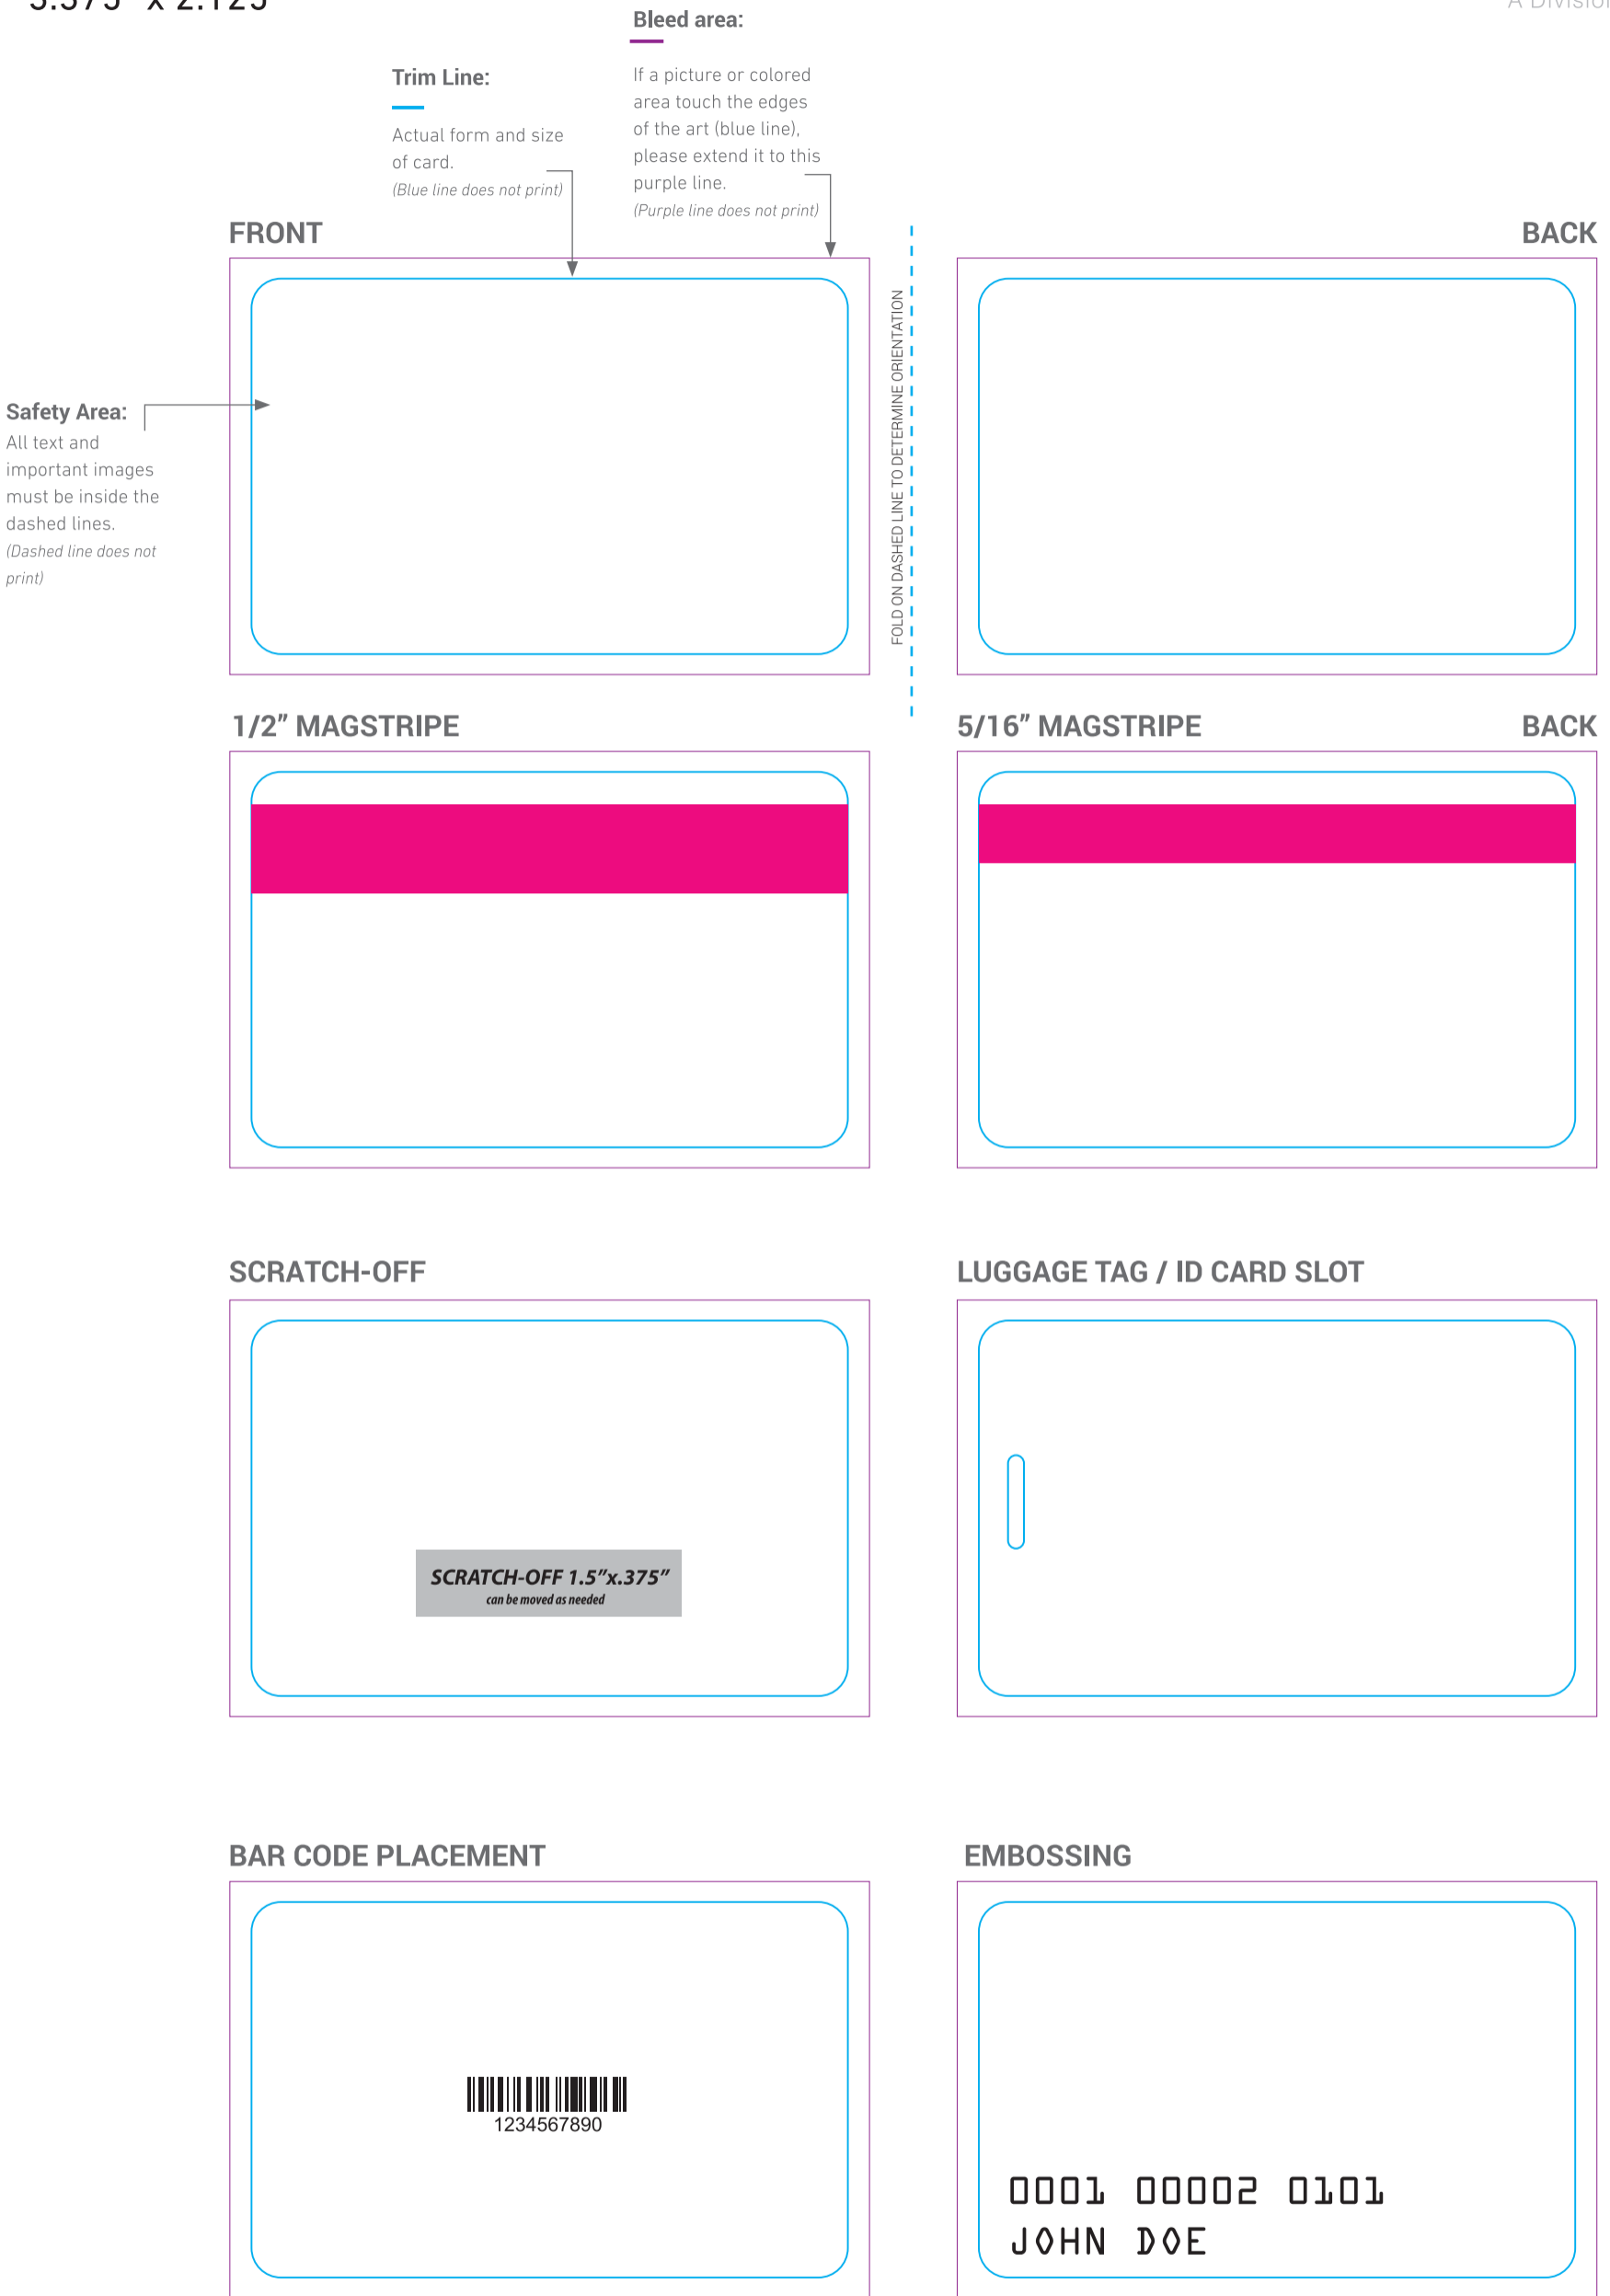 3.375" x 2.125"
A Division
Bleed area:
If a picture or colored
area touch the edges
of the art (blue line),
please extend it to this
purple line.
(Purple line does not print)
Trim Line:
Actual form and size
of card.
(Blue line does not print)
FRONT
BACK
Safety Area:
All text and
important images
must be inside the
dashed lines.
(Dashed line does not
print)
FOLD ON DASHED LINE TO DETERMINE ORIENTATION
1/2” MAGSTRIPE
5/16” MAGSTRIPE
BACK
SCRATCH-OFF
LUGGAGE TAG / ID CARD SLOT
SCRATCH-OFF 1.5”x.375”
can be moved as needed
BAR CODE PLACEMENT
EMBOSSING
1234567890
0001 00002 0101
JOHN DOE